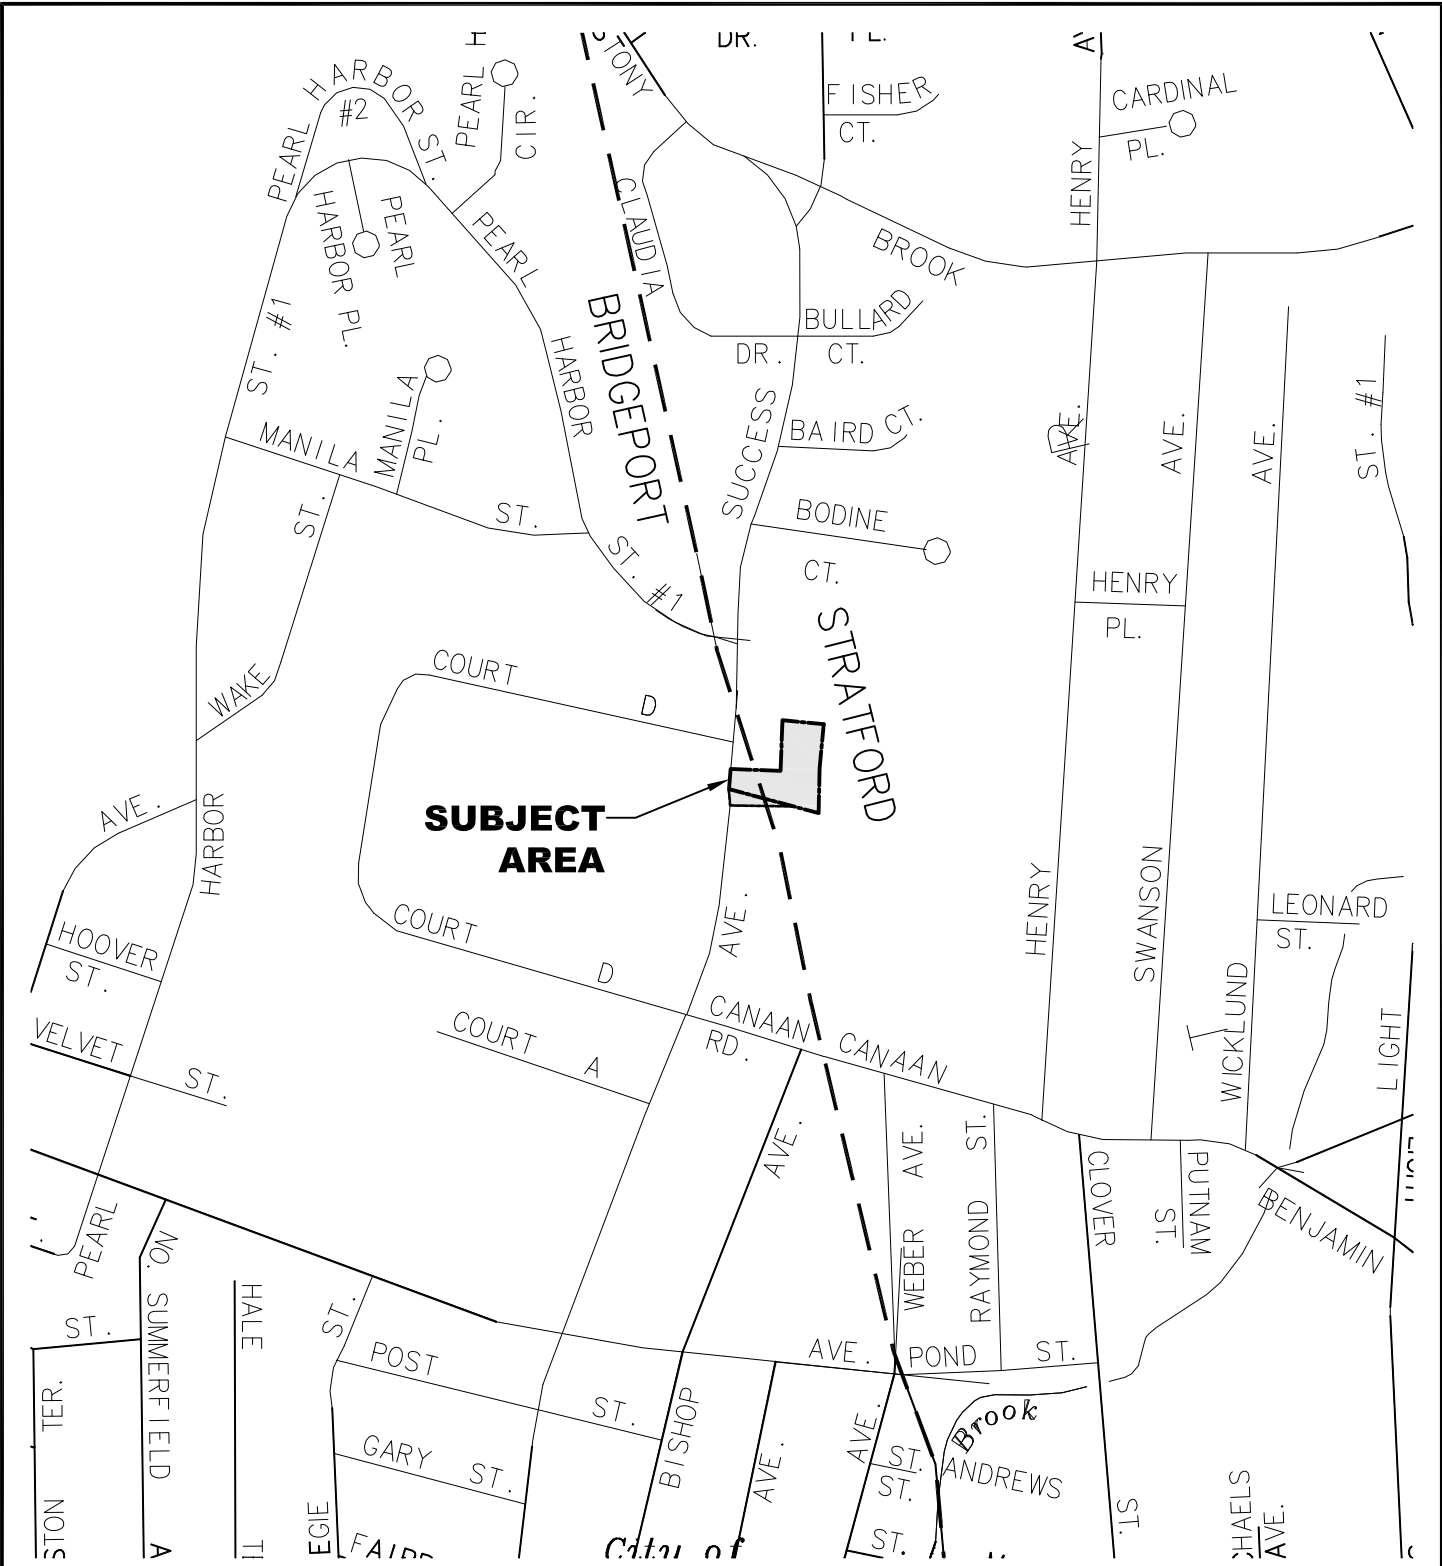 DR.
STONY
HARBOR
#2
PEARL
ST.
PEARL
CIR.
FISHER
CT.
CARDINAL
PL.
HENRY
PEARL
HARBOR PL.
PEARL
HARBOR
ST. #1
CLAUDIA
DR.
BROOK
BULLARD
CT.
ST. #1
BRIDGEPORT
MANILA
ST.
MANILA
PL.
SUCCESS
BAIRD CT.
AVE.
AVE.
AVE.
ST. #1
BODINE
CT.
ST.
WAKE
HENRY
PL.
STRATFORD
COURT
D
SUBJECT
AREA
AVE.
HARBOR
HOOVER
ST.
VELVET
ST.
COURT
D
AVE.
HENRY
SWANSON
WICKLUND
LEONARD
ST.
LIGHT
COURT
A
CANAAN
RD.
CANAAN
AVE.
AVE.
WEBER
ST.
RAYMOND
CLOVER
PUTNAM
ST.
BENJAMIN
PEARL
NO. SUMMERFIELD
HALE
ST.
ST.
POST
ST.
AVE.
POND
ST.
TER.
GARY
ST.
BISHOP
AVE.
AVE.
ST.
ST.
Brook
ANDREWS
ST.
ST.
AVE.
City of